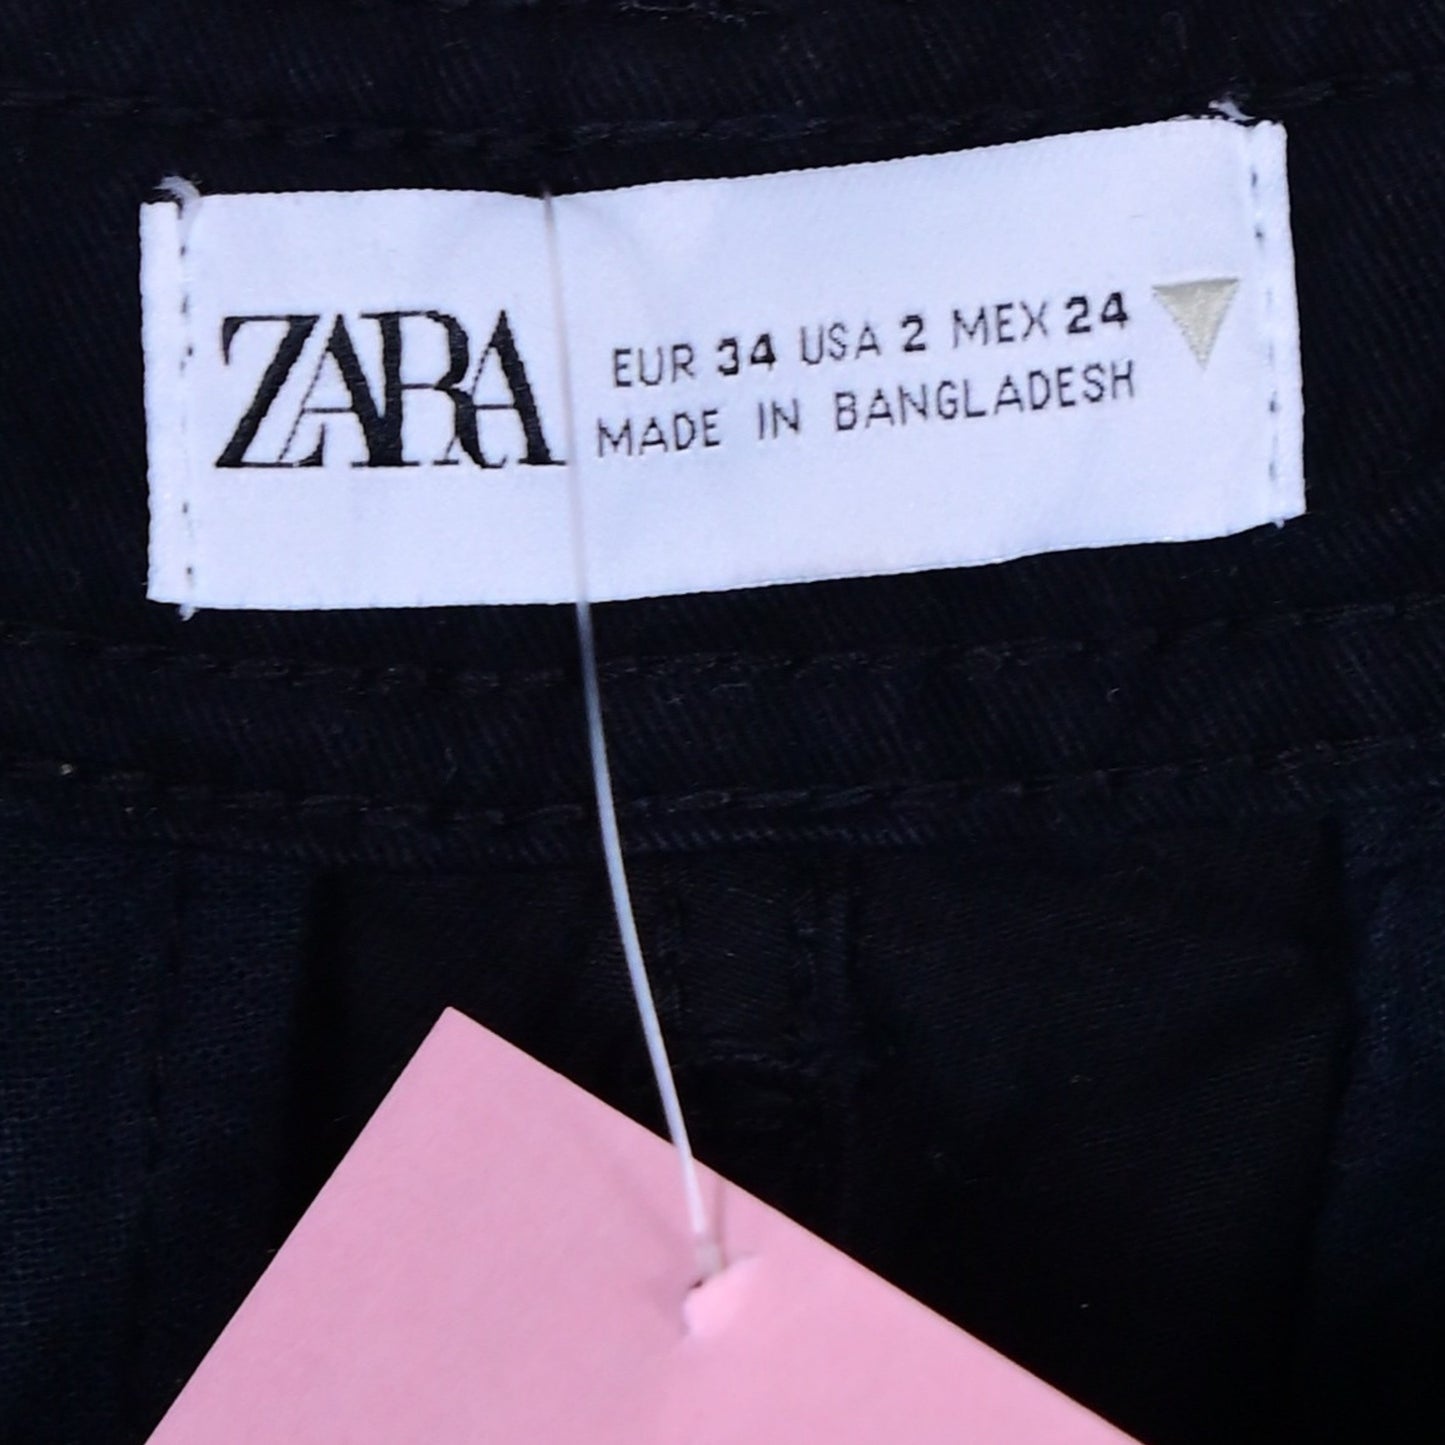 ZARA
EUR 34 USA 2 MEX 24
MADE IN BANGLADESH